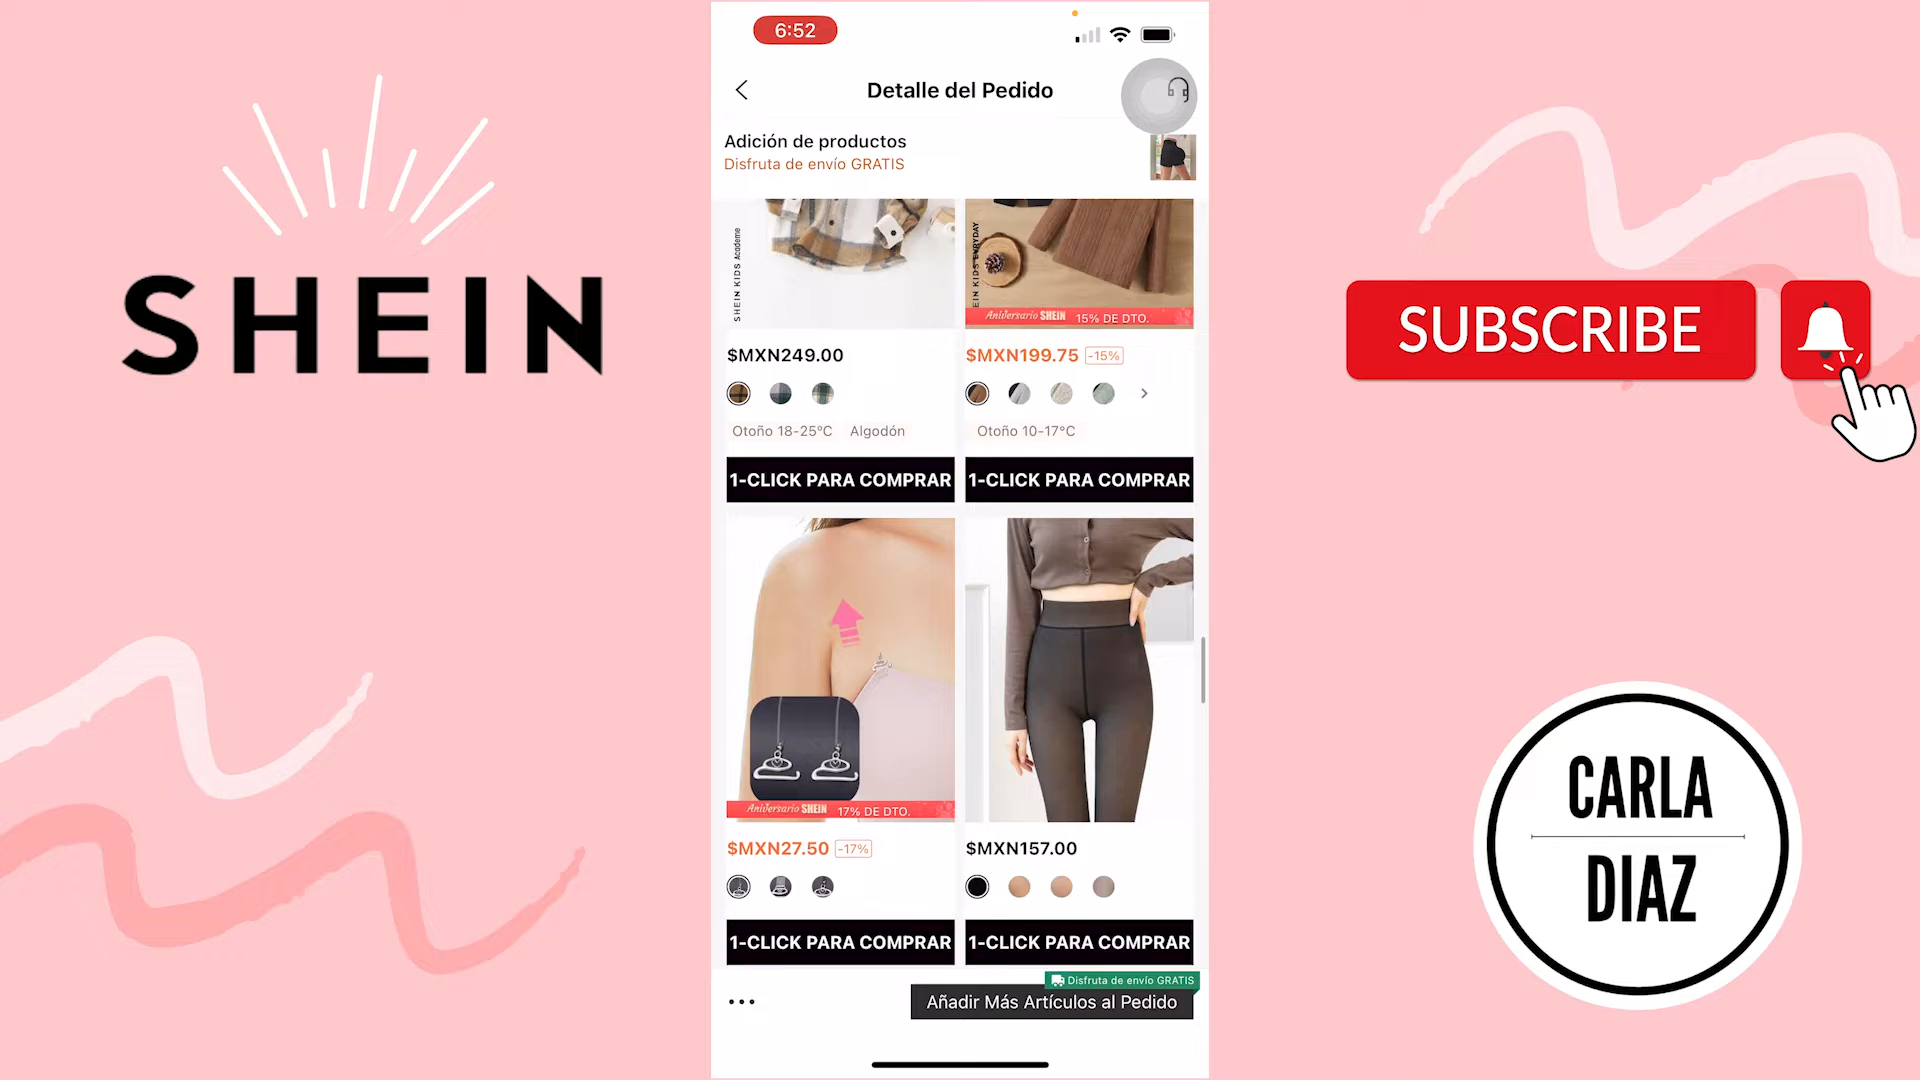 SHEIN
6:52
Detalle del Pedido
Adición de productos
Disfruta de envío GRATIS
SHEIN KIDS Academe
EIN KIDS EVRYDAY
Aniversario SHEIN 15% DE DTO.
$MXN249.00
$MXN199.75 -15%
Otoño 18-25°C Algodón
Otoño 10-17°C
1-CLICK PARA COMPRAR
1-CLICK PARA COMPRAR
Aniversario SHEIN 17% DE DTO.
$MXN27.50 -17%
$MXN157.00
1-CLICK PARA COMPRAR
1-CLICK PARA COMPRAR
Disfruta de envío GRATIS
Añadir Más Artículos al Pedido
SUBSCRIBE
CARLA
DIAZ